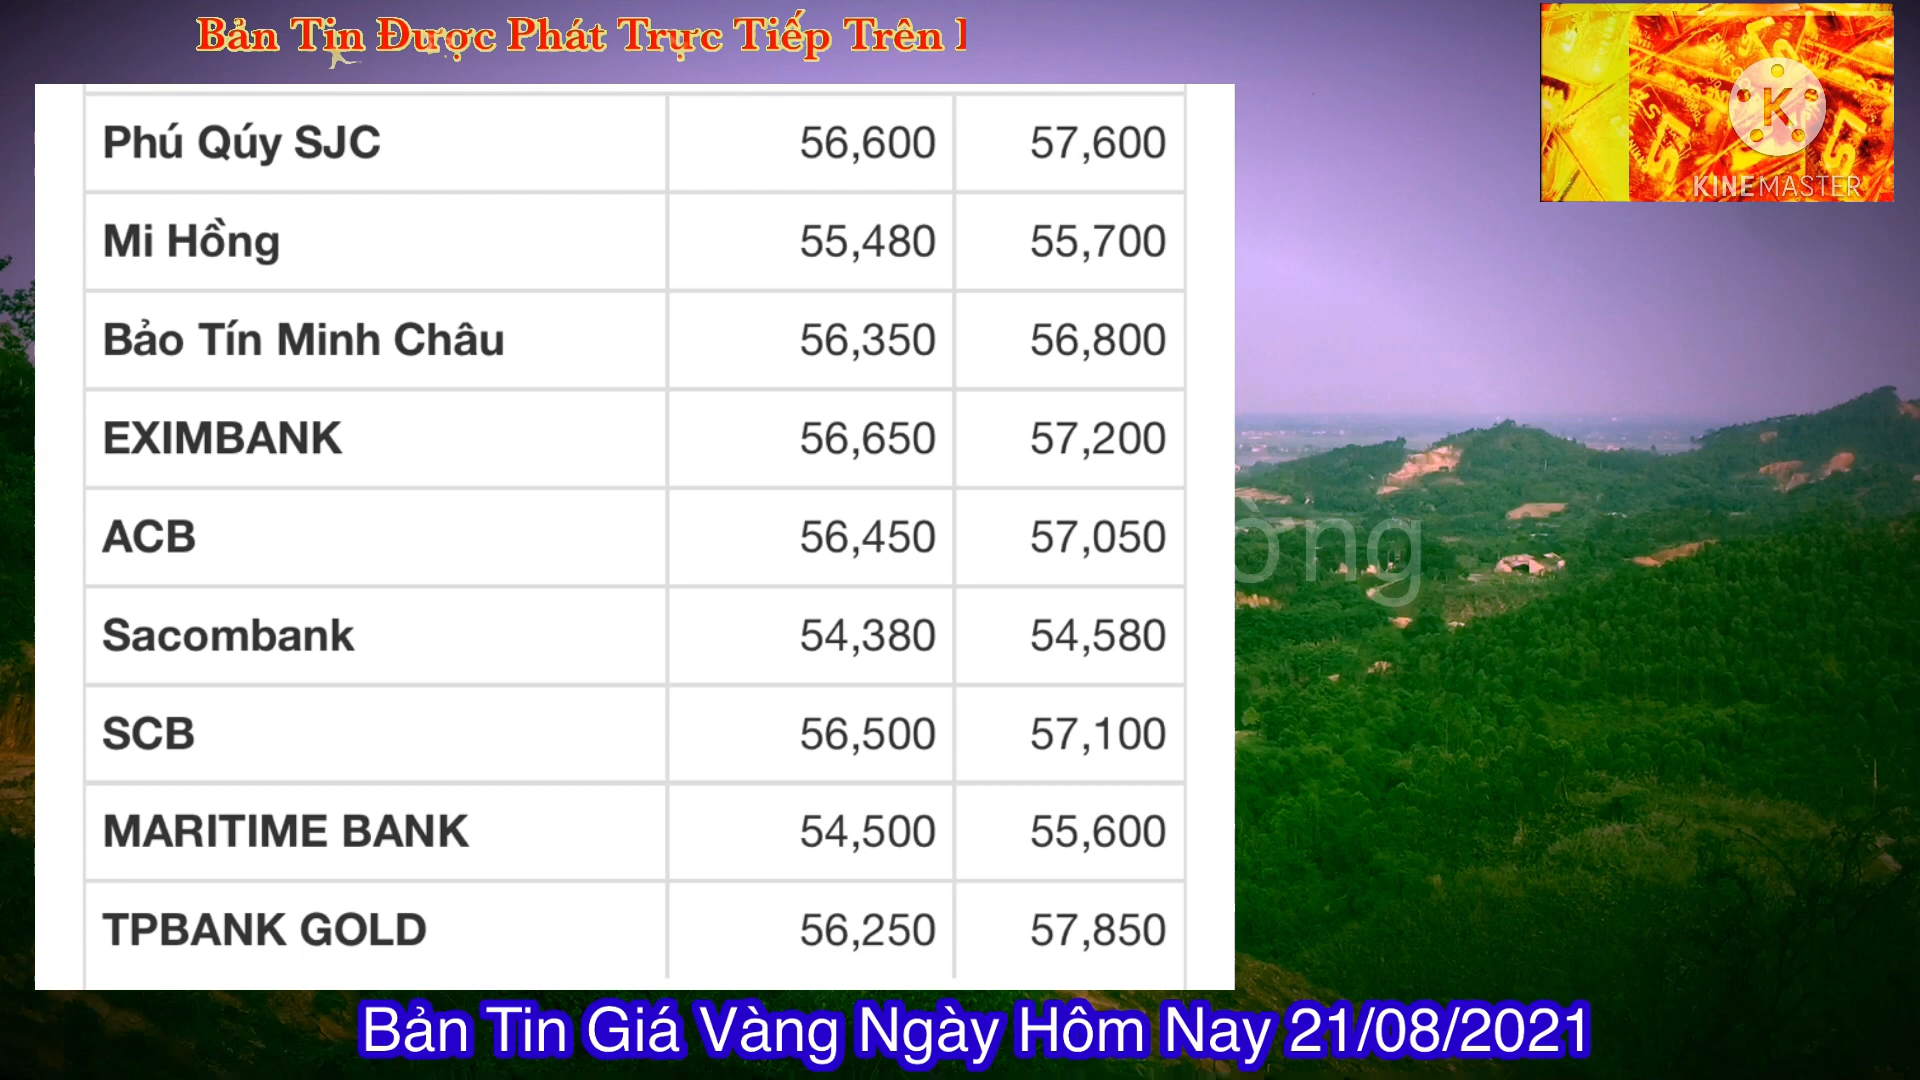 Bản Tin Được Phát Trực Tiếp Trên
KINEMASTER
Phú Qúy SJC 56,600 57,600
Mi Hồng 55,480 55,700
Bảo Tín Minh Châu 56,350 56,800
EXIMBANK 56,650 57,200
ACB 56,450 57,050
Sacombank 54,380 54,580
SCB 56,500 57,100
MARITIME BANK 54,500 55,600
TPBANK GOLD 56,250 57,850
Bản Tin Giá Vàng Ngày Hôm Nay 21/08/2021